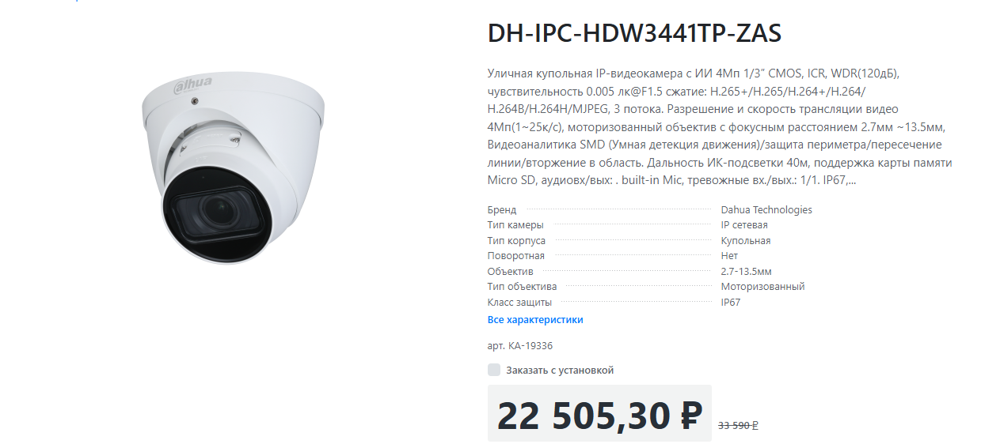 alhua
DH-IPC-HDW3441TP-ZAS
Уличная купольная IP-видеокамера с ИИ 4Мп 1/3” CMOS, ICR, WDR(120дБ),
чувствительность 0.005 лк@F1.5 сжатие: H.265+/H.265/H.264+/H.264/
H.264B/H.264H/MJPEG, 3 потока. Разрешение и скорость трансляции видео
4Мп(1~25к/с), моторизованный объектив с фокусным расстоянием 2.7мм ~13.5мм,
Видеоаналитика SMD (Умная детекция движения)/защита периметра/пересечение
линии/вторжение в область. Дальность ИК-подсветки 40м, поддержка карты памяти
Micro SD, аудиовх/вых: . built-in Mic, тревожные вх./вых.: 1/1. IP67,...
Бренд Dahua Technologies
Тип камеры IP сетевая
Тип корпуса Купольная
Поворотная Нет
Объектив 2.7-13.5мм
Тип объектива Моторизованный
Класс защиты IP67
Все характеристики
арт. KA-19336
Заказать с установкой
22 505,30 ₽ 33 590 ₽